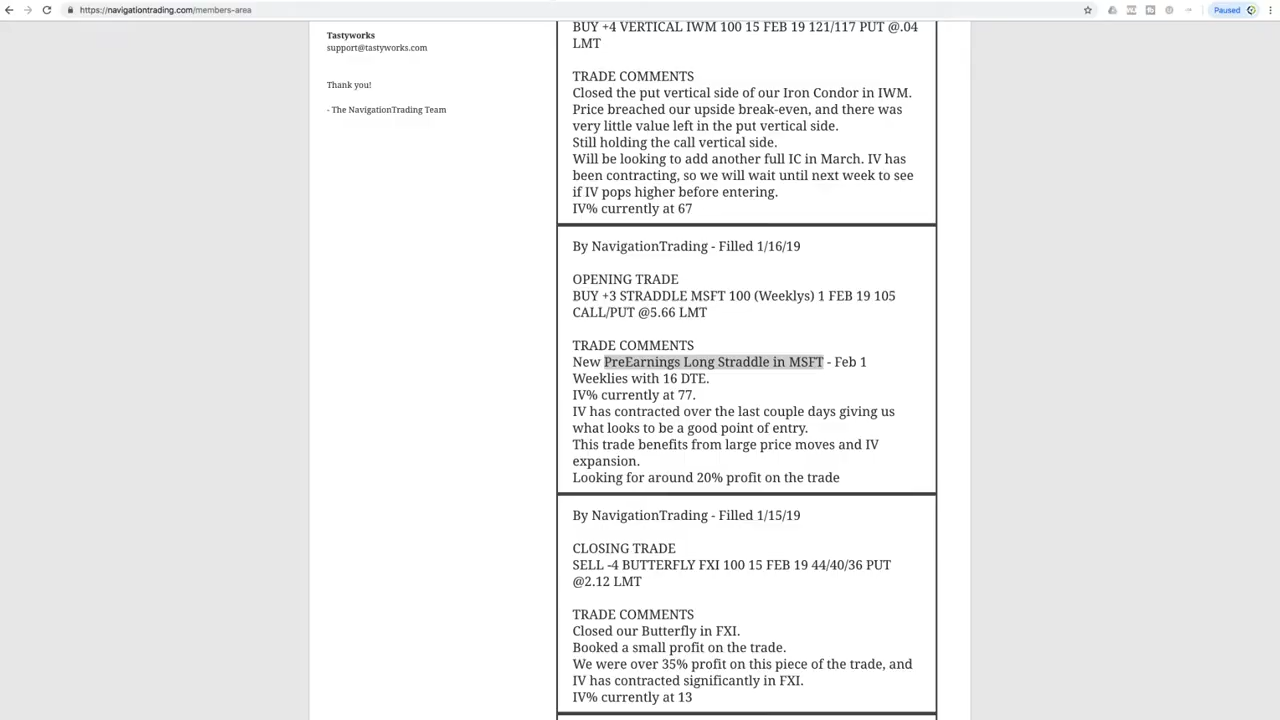 https://navigationtrading.com/members-area
Paused
Tastyworks
support@tastyworks.com
Thank you!
- The NavigationTrading Team
BUY +4 VERTICAL IWM 100 15 FEB 19 121/117 PUT @.04
LMT
TRADE COMMENTS
Closed the put vertical side of our Iron Condor in IWM.
Price breached our upside break-even, and there was
very little value left in the put vertical side.
Still holding the call vertical side.
Will be looking to add another full IC in March. IV has
been contracting, so we will wait until next week to see
if IV pops higher before entering.
IV% currently at 67
By NavigationTrading - Filled 1/16/19
OPENING TRADE
BUY +3 STRADDLE MSFT 100 (Weeklys) 1 FEB 19 105
CALL/PUT @5.66 LMT
TRADE COMMENTS
New PreEarnings Long Straddle in MSFT - Feb 1
Weeklies with 16 DTE.
IV% currently at 77.
IV has contracted over the last couple days giving us
what looks to be a good point of entry.
This trade benefits from large price moves and IV
expansion.
Looking for around 20% profit on the trade
By NavigationTrading - Filled 1/15/19
CLOSING TRADE
SELL -4 BUTTERFLY FXI 100 15 FEB 19 44/40/36 PUT
@2.12 LMT
TRADE COMMENTS
Closed our Butterfly in FXI.
Booked a small profit on the trade.
We were over 35% profit on this piece of the trade, and
IV has contracted significantly in FXI.
IV% currently at 13